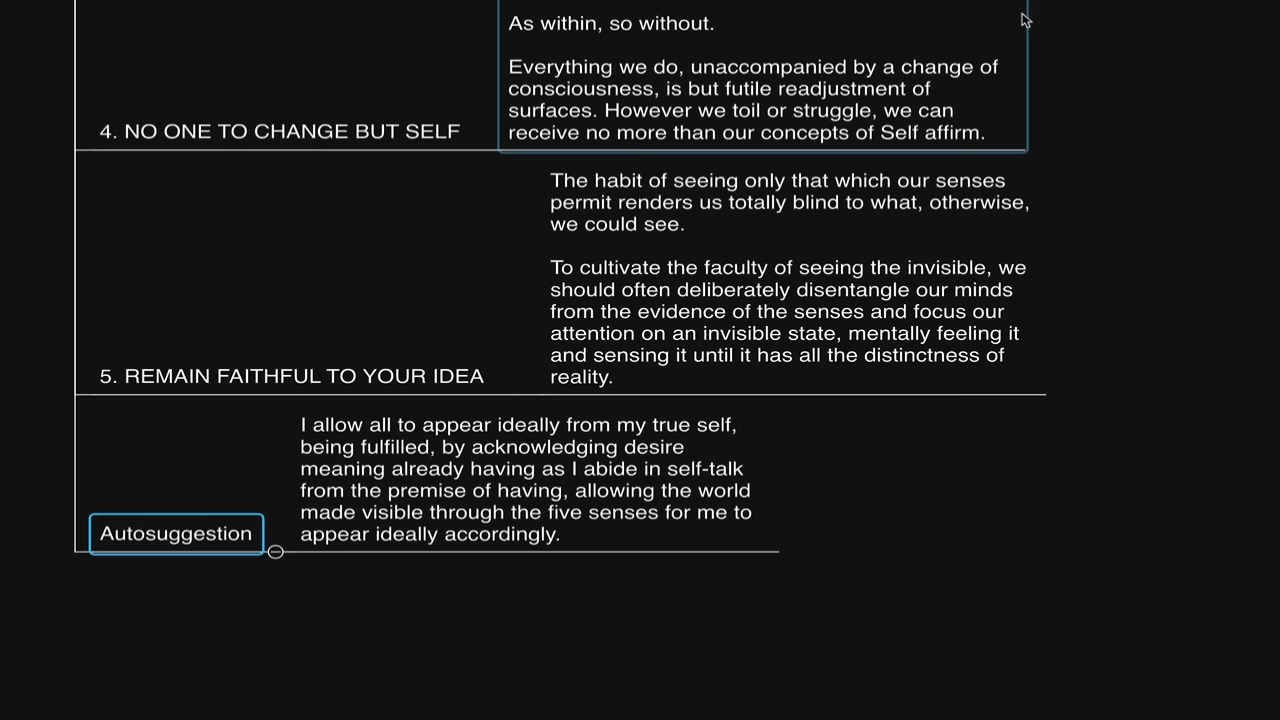 As within, so without.
Everything we do, unaccompanied by a change of
consciousness, is but futile readjustment of
surfaces. However we toil or struggle, we can
receive no more than our concepts of Self affirm.
4. NO ONE TO CHANGE BUT SELF
The habit of seeing only that which our senses
permit renders us totally blind to what, otherwise,
we could see.
To cultivate the faculty of seeing the invisible, we
should often deliberately disentangle our minds
from the evidence of the senses and focus our
attention on an invisible state, mentally feeling it
and sensing it until it has all the distinctness of
reality.
5. REMAIN FAITHFUL TO YOUR IDEA
I allow all to appear ideally from my true self,
being fulfilled, by acknowledging desire
meaning already having as I abide in self-talk
from the premise of having, allowing the world
made visible through the five senses for me to
appear ideally accordingly.
Autosuggestion